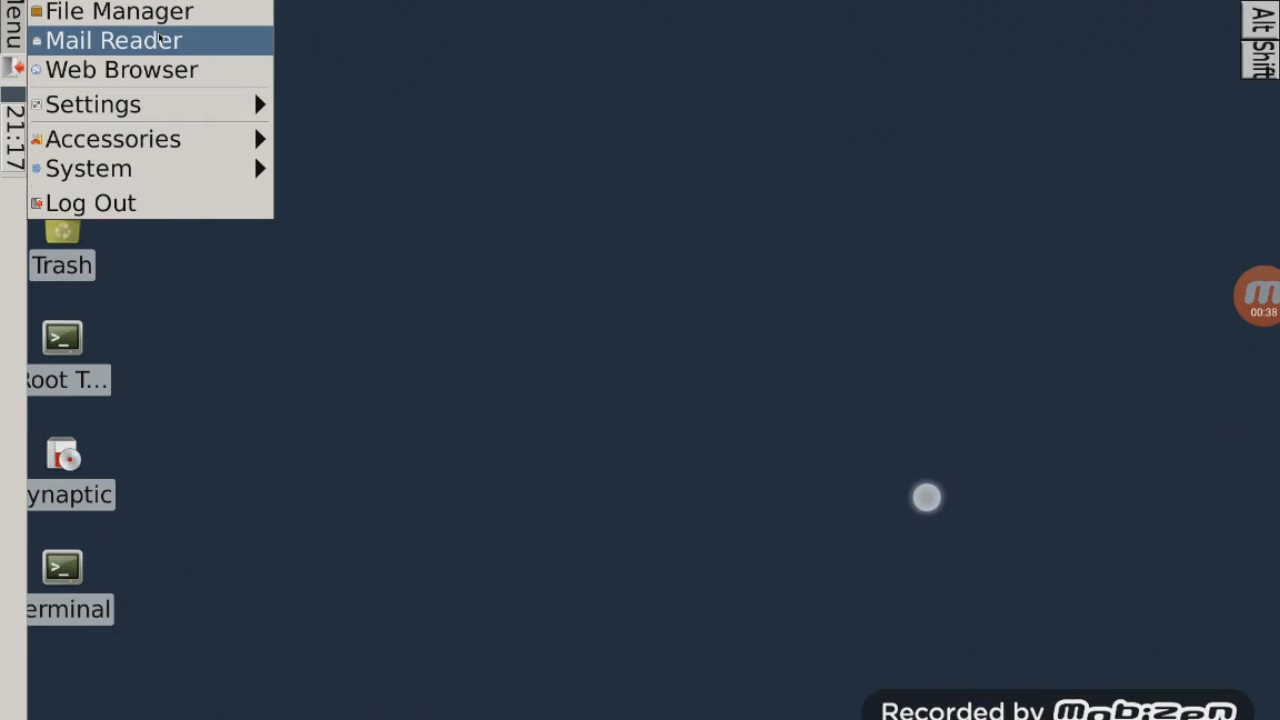 enu
File Manager
Mail Reader
Web Browser
Settings
Accessories
System
Log Out
21:17
Trash
Root T...
ynaptic
erminal
Alt
Shift
00:38
Recorded by mobizen